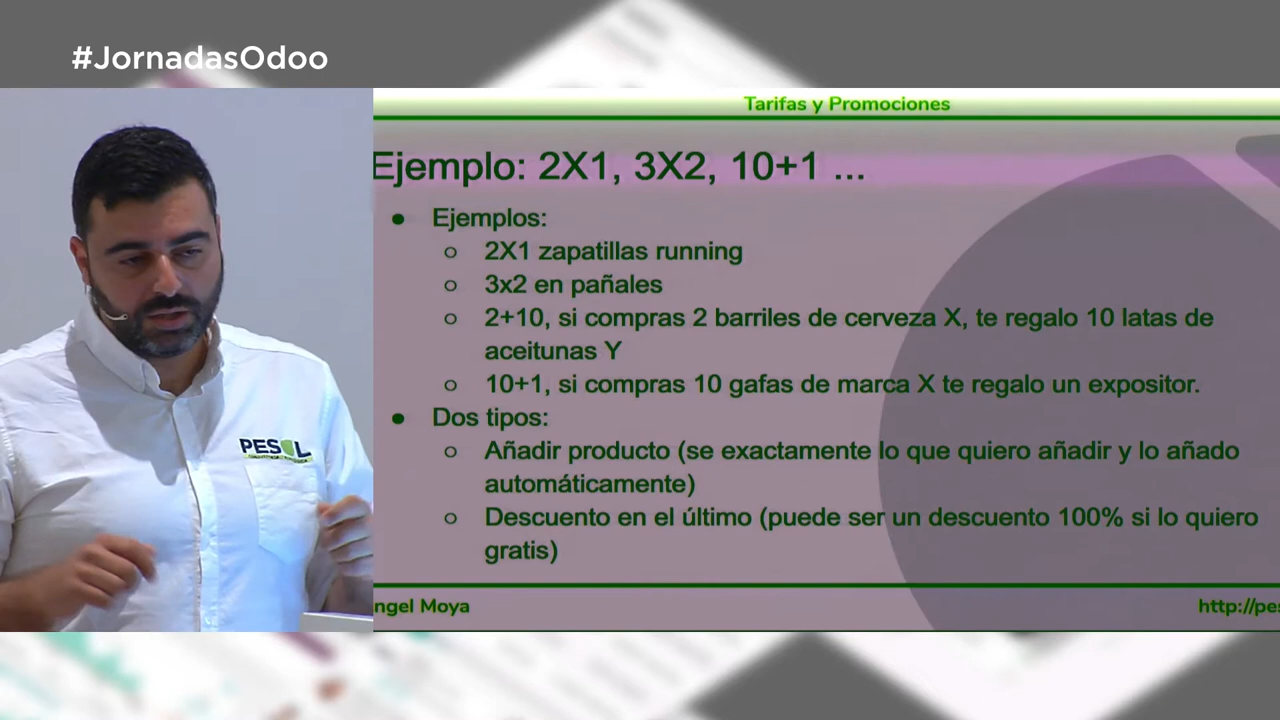 #JornadasOdoo
Tarifas y Promociones
Ejemplo: 2X1, 3X2, 10+1 ...
● Ejemplos:
○ 2X1 zapatillas running
○ 3x2 en pañales
○ 2+10, si compras 2 barriles de cerveza X, te regalo 10 latas de
aceitunas Y
○ 10+1, si compras 10 gafas de marca X te regalo un expositor.
● Dos tipos:
○ Añadir producto (se exactamente lo que quiero añadir y lo añado
automáticamente)
○ Descuento en el último (puede ser un descuento 100% si lo quiero
gratis)
PESOL
ngel Moya
http://pes